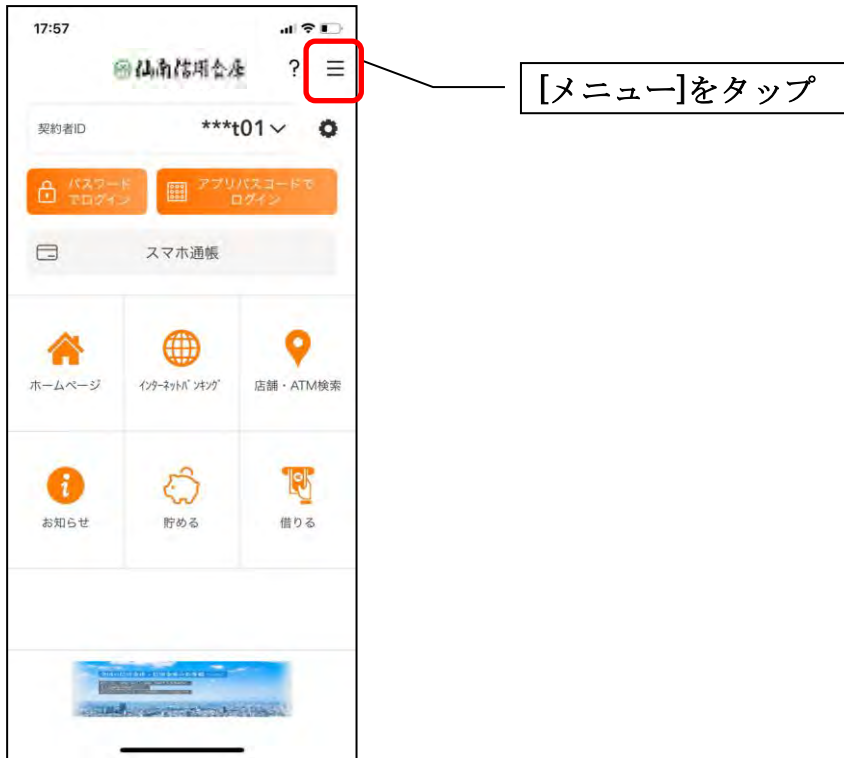 17:57
仙南信用金庫
?
[メニュー]をタップ
契約者ID
***t01
パスワード
でログイン
アプリパスコードで
ログイン
スマホ通帳
ホームページ
ｲﾝﾀｰﾈｯﾄﾊﾞﾝｷﾝｸﾞ
店舗・ATM検索
お知らせ
貯める
借りる